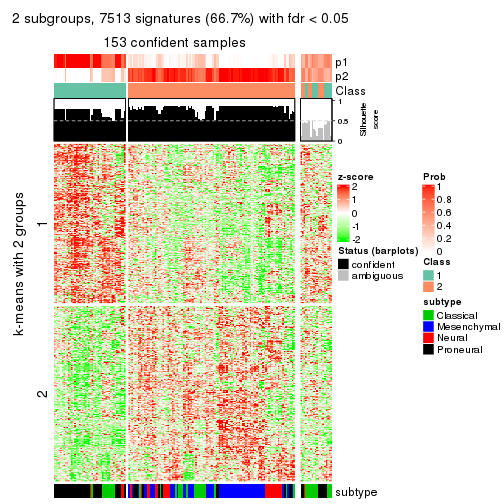 2 subgroups, 7513 signatures (66.7%) with fdr < 0.05
153 confident samples
p1
p2
Class
1
0.5
0
Silhouette
score
k-means with 2 groups
1
2
z-score
2
1
0
-1
-2
Status (barplots)
confident
ambiguous
Prob
1
0.8
0.6
0.4
0.2
0
Class
1
2
subtype
Classical
Mesenchymal
Neural
Proneural
subtype